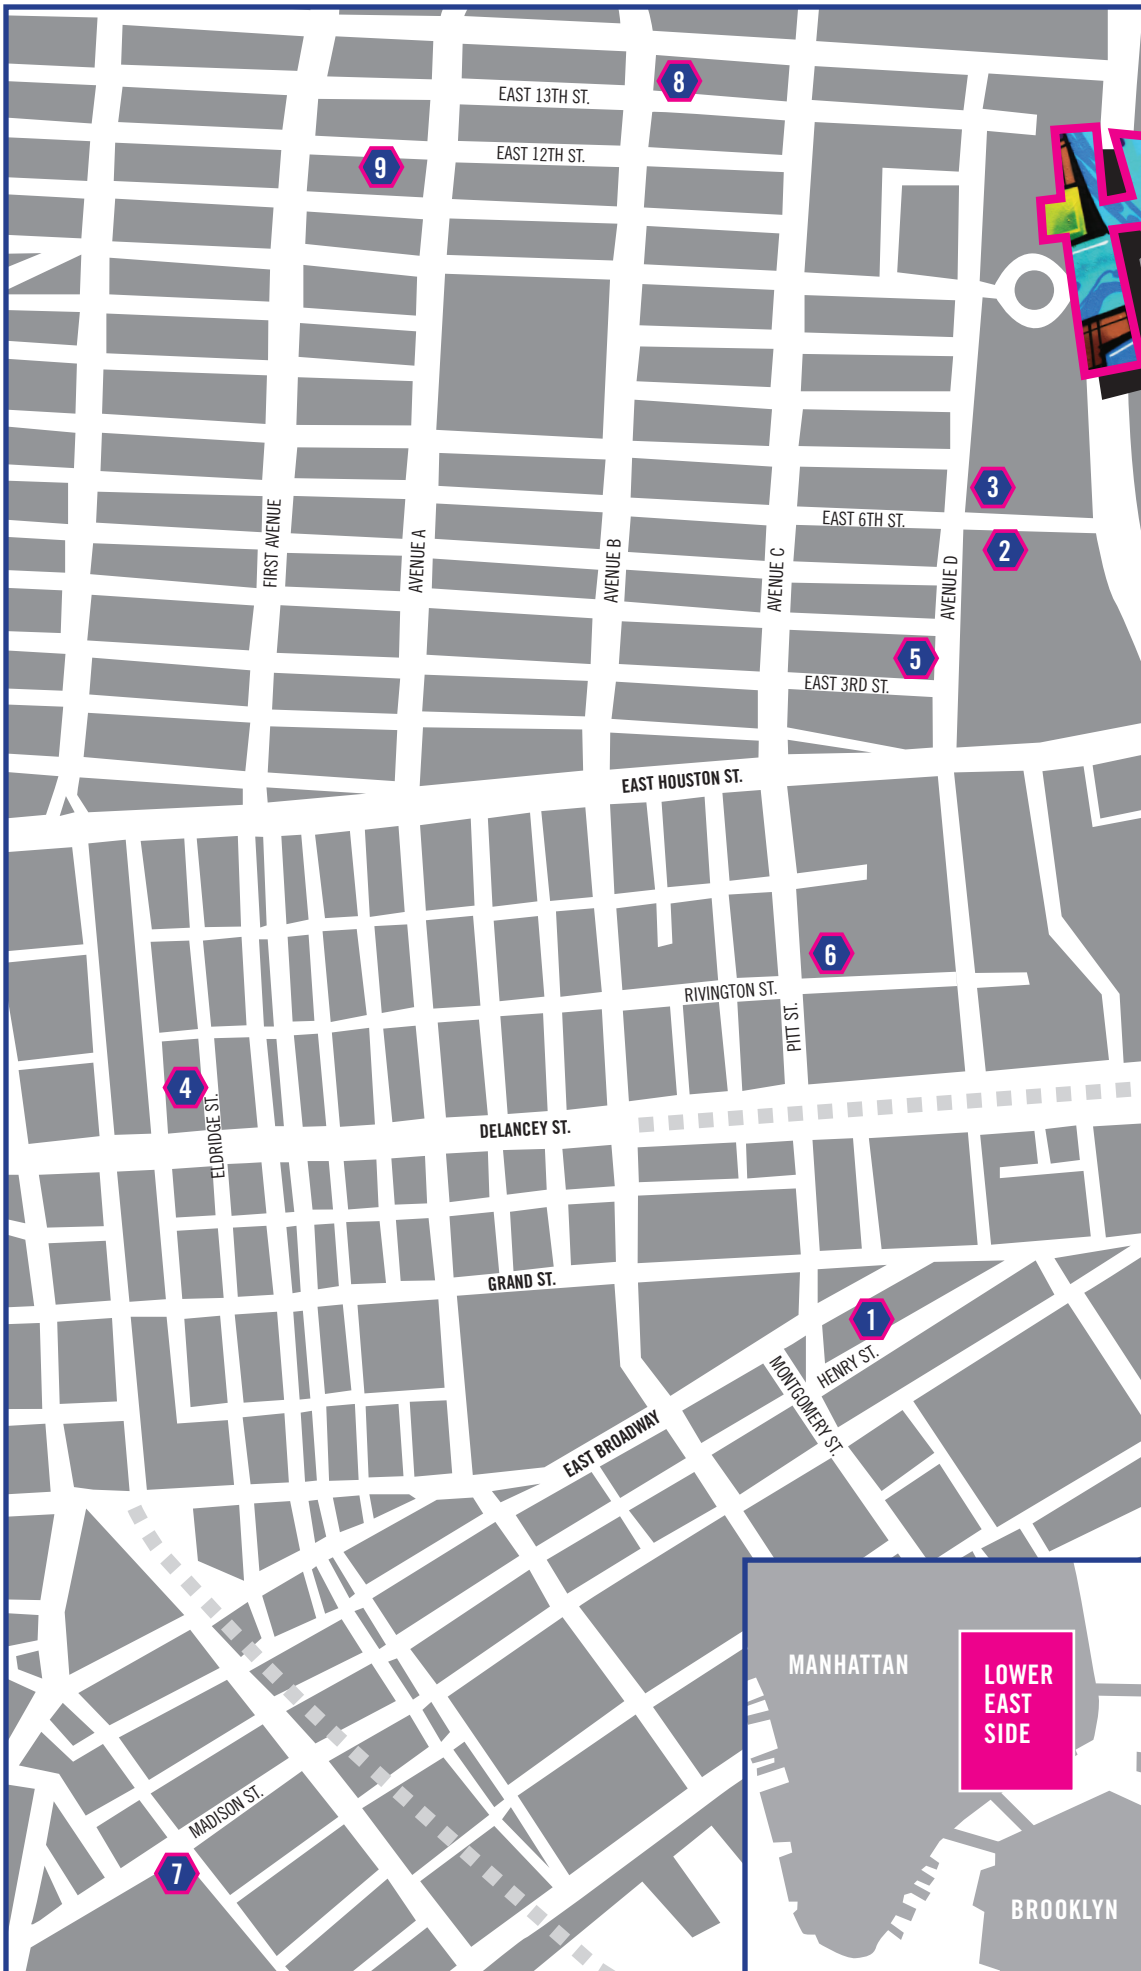 8
EAST 13TH ST.
EAST 12TH ST.
9
3
EAST 6TH ST.
2
FIRST AVENUE
AVENUE A
AVENUE B
AVENUE C
AVENUE D
5
EAST 3RD ST.
EAST HOUSTON ST.
6
RIVINGTON ST.
PITT ST.
4
ELDRIDGE ST.
DELANCEY ST.
GRAND ST.
1
HENRY ST.
MONTGOMERY ST.
EAST BROADWAY
MANHATTAN
LOWER
EAST
SIDE
MADISON ST.
7
BROOKLYN